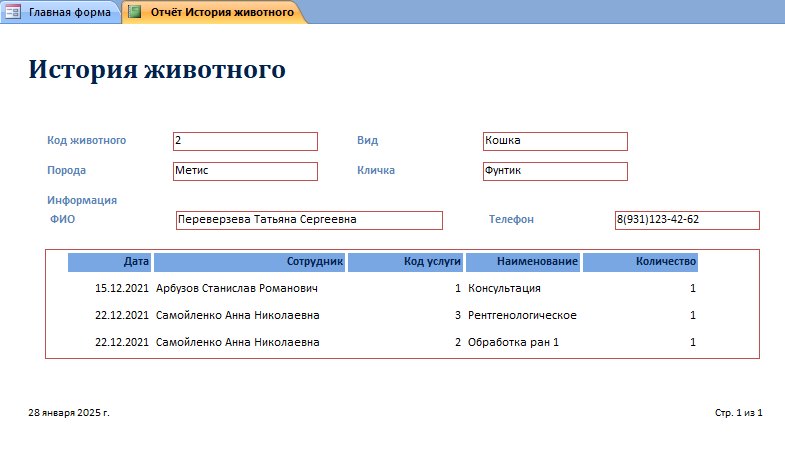 Главная форма Отчёт История животного
История животного
Код животного 2 Вид Кошка
Порода Метис Кличка Фунтик
Информация
ФИО Переверзева Татьяна Сергеевна Телефон 8(931)123-42-62
Дата Сотрудник Код услуги Наименование Количество
15.12.2021 Арбузов Станислав Романович 1 Консультация 1
22.12.2021 Самойленко Анна Николаевна 3 Рентгенологическое 1
22.12.2021 Самойленко Анна Николаевна 2 Обработка ран 1 1
28 января 2025 г. Стр. 1 из 1